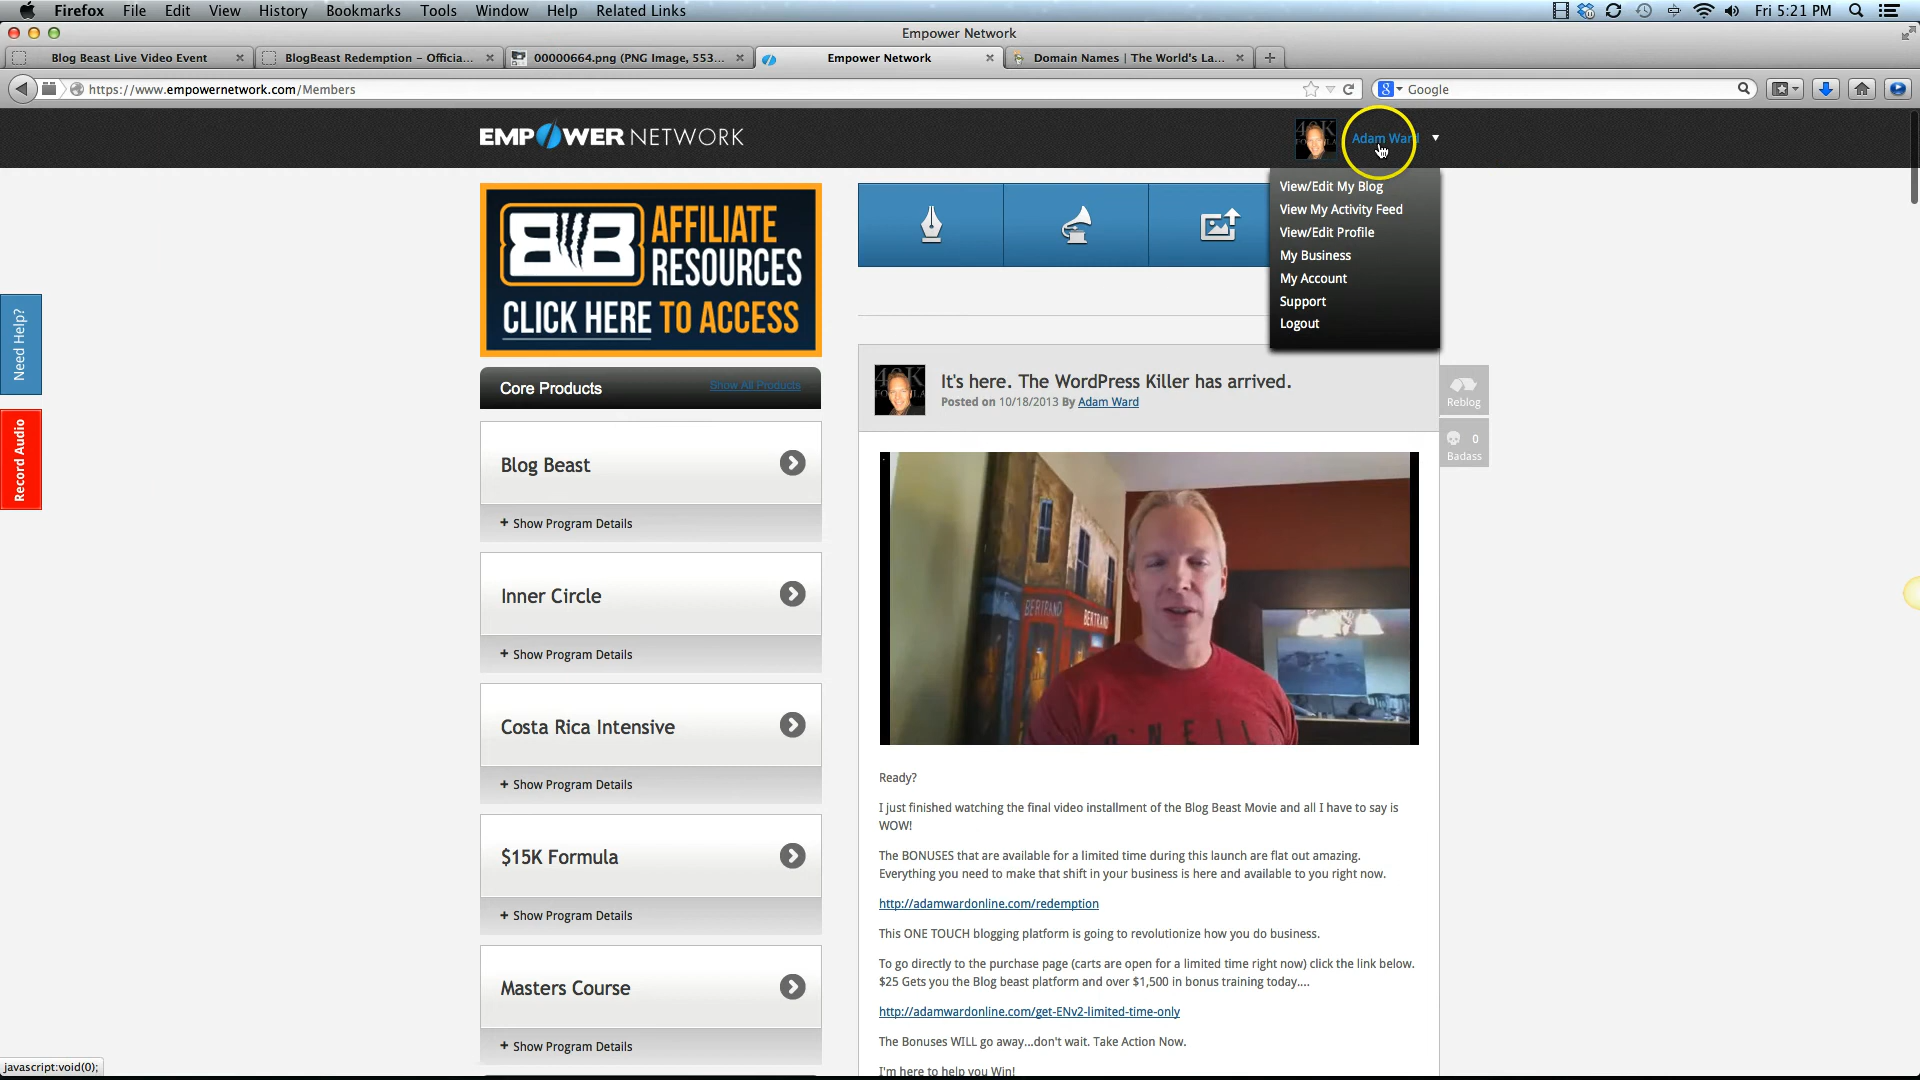 Firefox File Edit View History Bookmarks Tools Window Help Related Links Fri 5:21 PM
Empower Network
Blog Beast Live Video Event
BlogBeast Redemption – Officia...
00000664.png (PNG Image, 553...
Empower Network
Domain Names | The World's La...
https://www.empowernetwork.com/Members
Google
EMPOWER NETWORK
Adam Ward
View/Edit My Blog
View My Activity Feed
View/Edit Profile
My Business
My Account
Support
Logout
BB AFFILIATE
RESOURCES
CLICK HERE TO ACCESS
Need Help?
Record Audio
Core Products Show All Products
Blog Beast
+ Show Program Details
Inner Circle
+ Show Program Details
Costa Rica Intensive
+ Show Program Details
$15K Formula
+ Show Program Details
Masters Course
+ Show Program Details
It's here. The WordPress Killer has arrived.
Posted on 10/18/2013 By Adam Ward
Reblog
0
Badass
BERTRAND
BERTRAND
O'NEILL
Ready?
I just finished watching the final video installment of the Blog Beast Movie and all I have to say is
WOW!
The BONUSES that are available for a limited time during this launch are flat out amazing.
Everything you need to make that shift in your business is here and available to you right now.
http://adamwardonline.com/redemption
This ONE TOUCH blogging platform is going to revolutionize how you do business.
To go directly to the purchase page (carts are open for a limited time right now) click the link below.
$25 Gets you the Blog beast platform and over $1,500 in bonus training today....
http://adamwardonline.com/get-ENv2-limited-time-only
The Bonuses WILL go away...don't wait. Take Action Now.
I'm here to help you Win!
javascript:void(0);